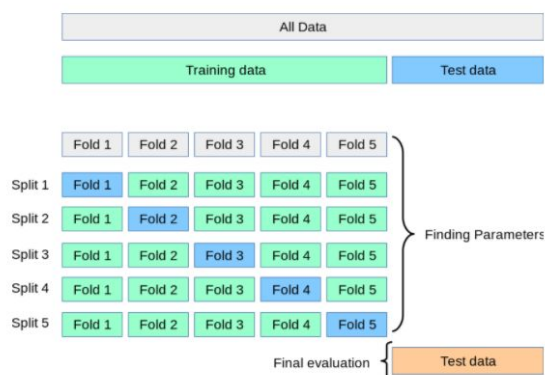 All Data
Training data Test data
Fold 1 Fold 2 Fold 3 Fold 4 Fold 5
Split 1 Fold 1 Fold 2 Fold 3 Fold 4 Fold 5
Split 2 Fold 1 Fold 2 Fold 3 Fold 4 Fold 5
Finding Parameters
Split 3 Fold 1 Fold 2 Fold 3 Fold 4 Fold 5
Split 4 Fold 1 Fold 2 Fold 3 Fold 4 Fold 5
Split 5 Fold 1 Fold 2 Fold 3 Fold 4 Fold 5
Final evaluation Test data